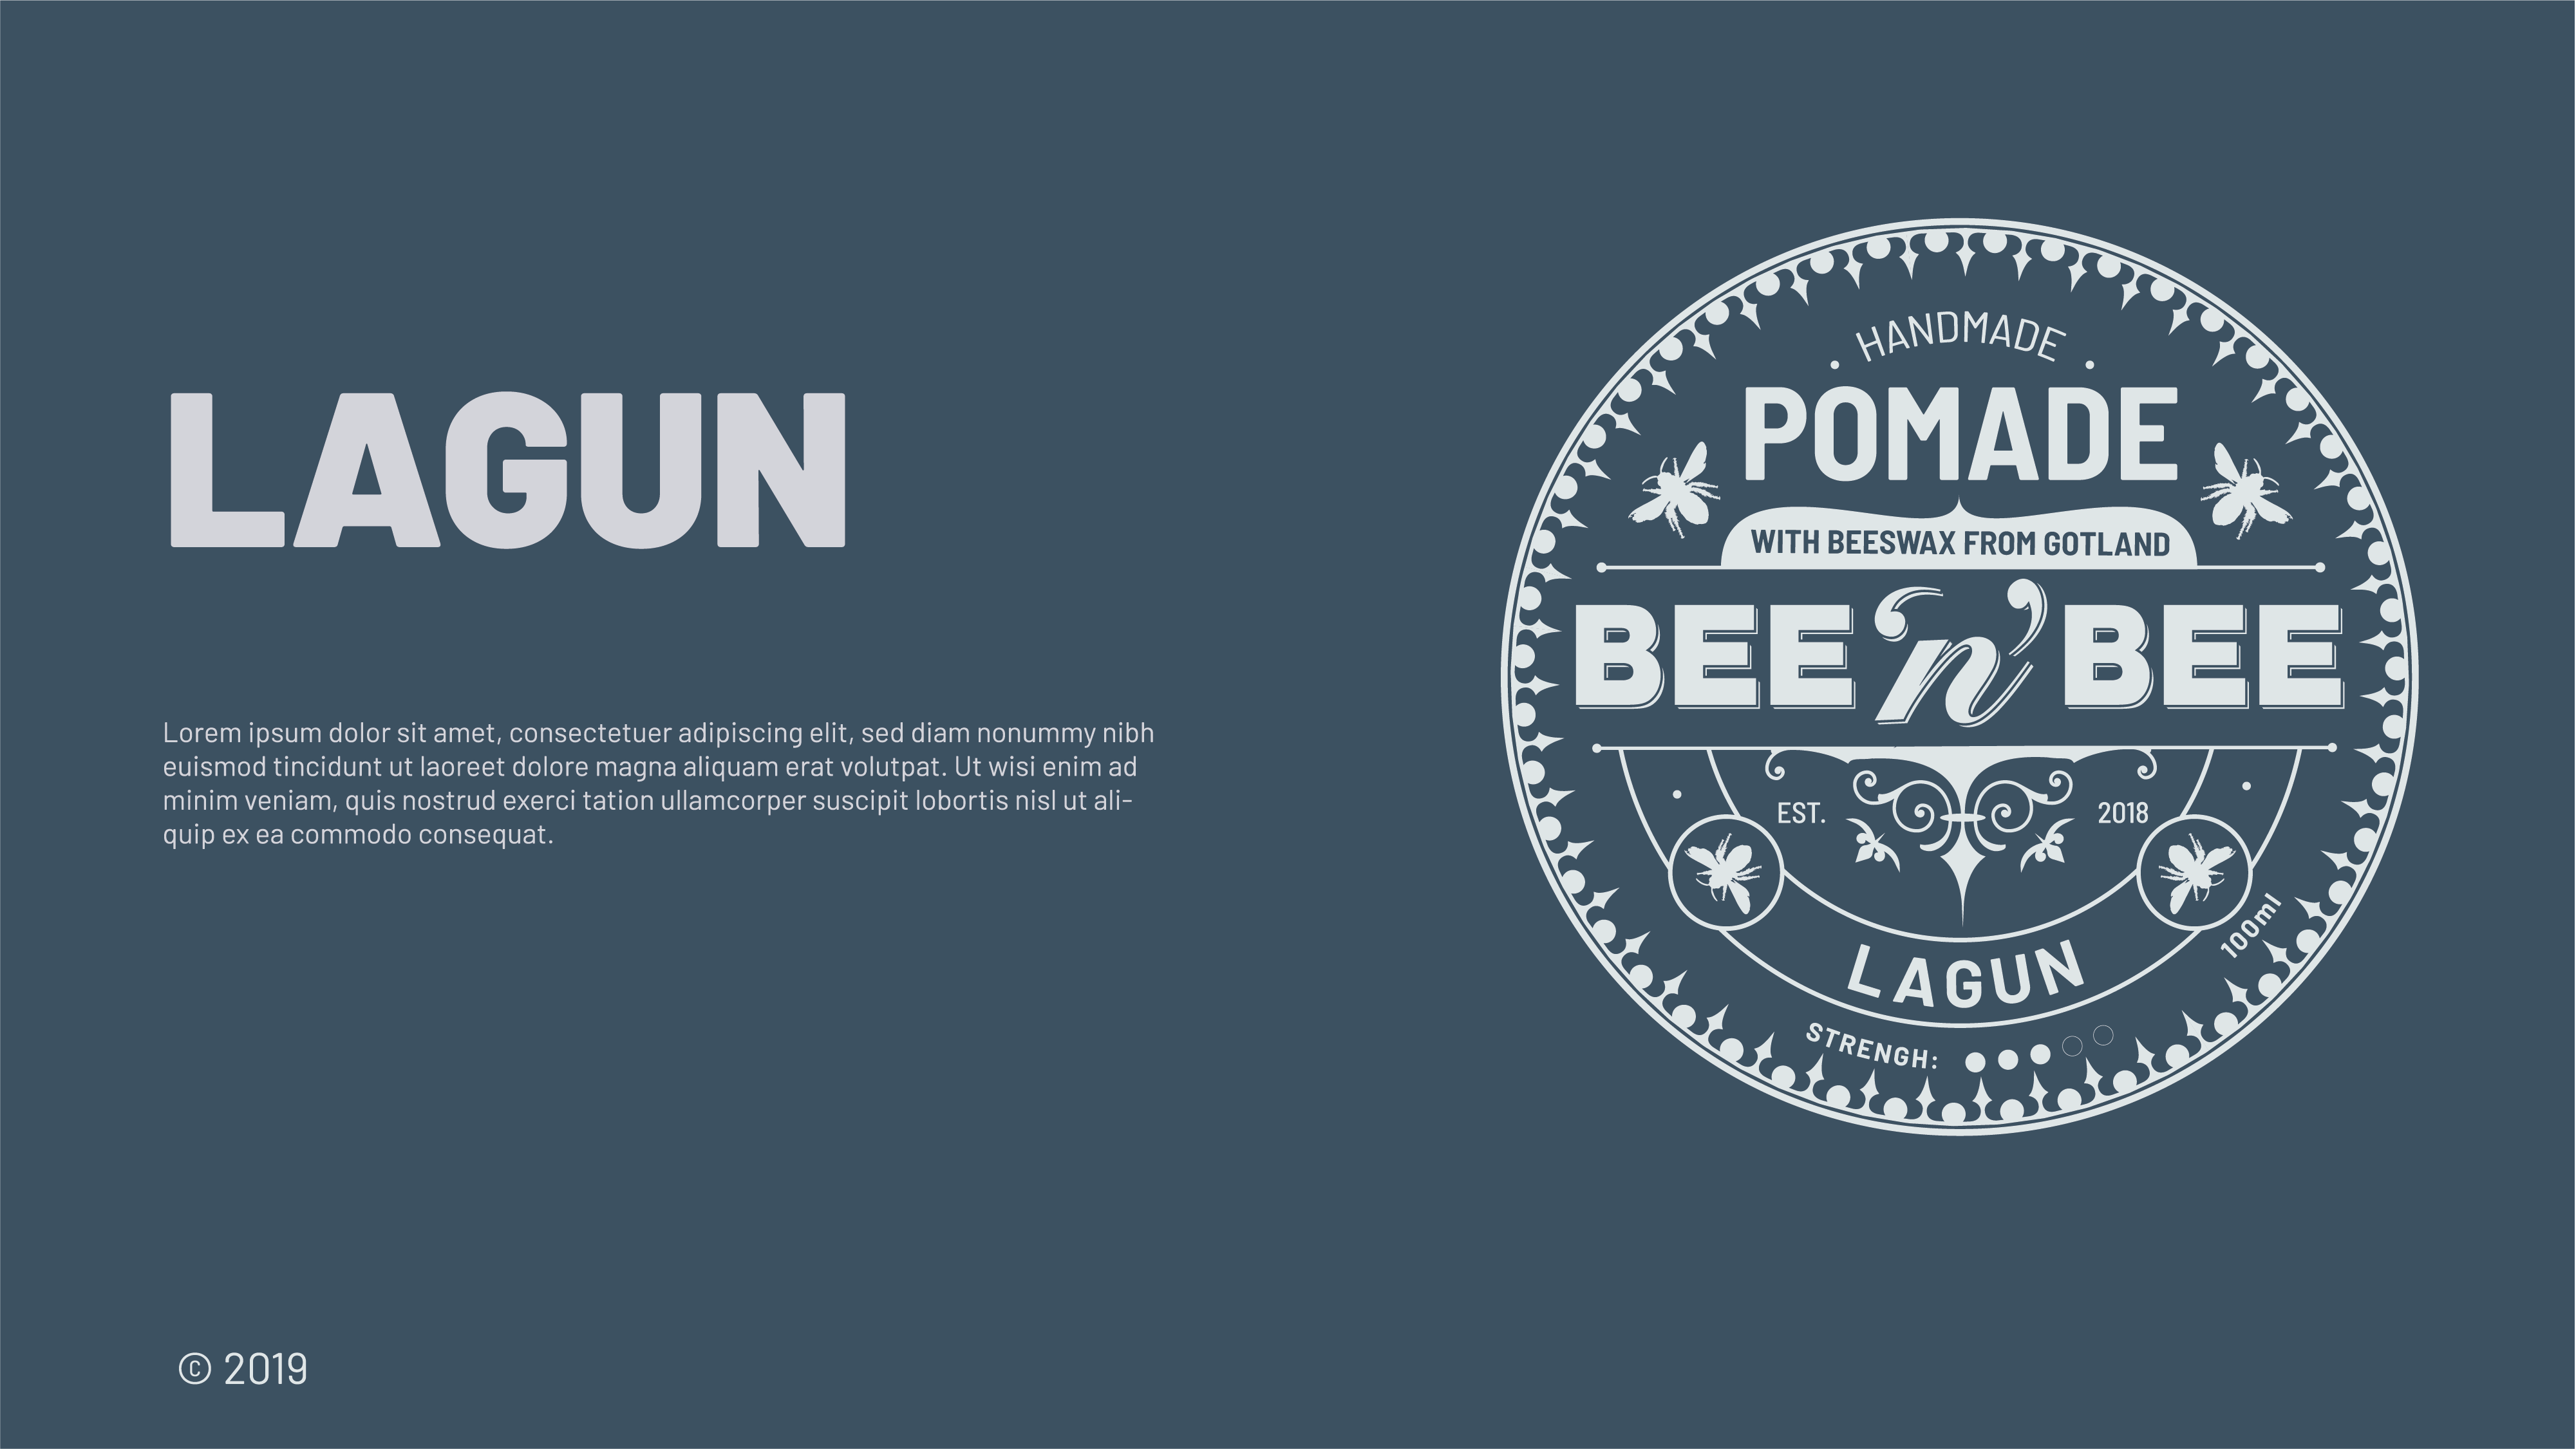 LAGUN
Lorem ipsum dolor sit amet, consectetuer adipiscing elit, sed diam nonummy nibh
euismod tincidunt ut laoreet dolore magna aliquam erat volutpat. Ut wisi enim ad
minim veniam, quis nostrud exerci tation ullamcorper suscipit lobortis nisl ut ali-
quip ex ea commodo consequat.
© 2019
HANDMADE
POMADE
WITH BEESWAX FROM GOTLAND
BEE ‘n’ BEE
EST. 2018
LAGUN
100ml
STRENGH: